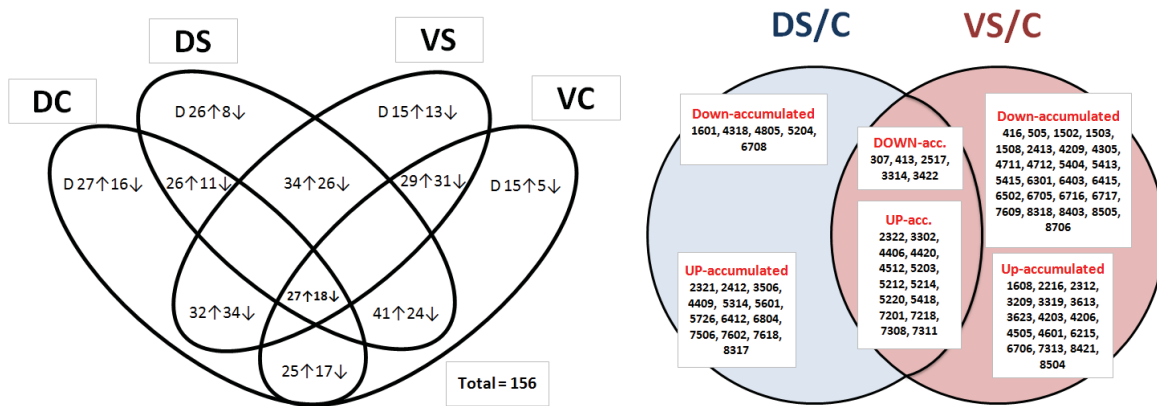 DC
DS
VS
VC
D 26↑8↓
D 15↑13↓
D 27↑16↓
26↑11↓
34↑26↓
29↑31↓
D 15↑5↓
32↑34↓
27↑18↓
41↑24↓
25↑17↓
Total = 156
DS/C
VS/C
Down-accumulated
1601, 4318, 4805, 5204,
6708
UP-accumulated
2321, 2412, 3506,
4409, 5314, 5601,
5726, 6412, 6804,
7506, 7602, 7618,
8317
DOWN-acc.
307, 413, 2517,
3314, 3422
UP-acc.
2322, 3302,
4406, 4420,
4512, 5203,
5212, 5214,
5220, 5418,
7201, 7218,
7308, 7311
Down-accumulated
416, 505, 1502, 1503,
1508, 2413, 4209, 4305,
4711, 4712, 5404, 5413,
5415, 6301, 6403, 6415,
6502, 6705, 6716, 6717,
7609, 8318, 8403, 8505,
8706
Up-accumulated
1608, 2216, 2312,
3209, 3319, 3613,
3623, 4203, 4206,
4505, 4601, 6215,
6706, 7313, 8421,
8504